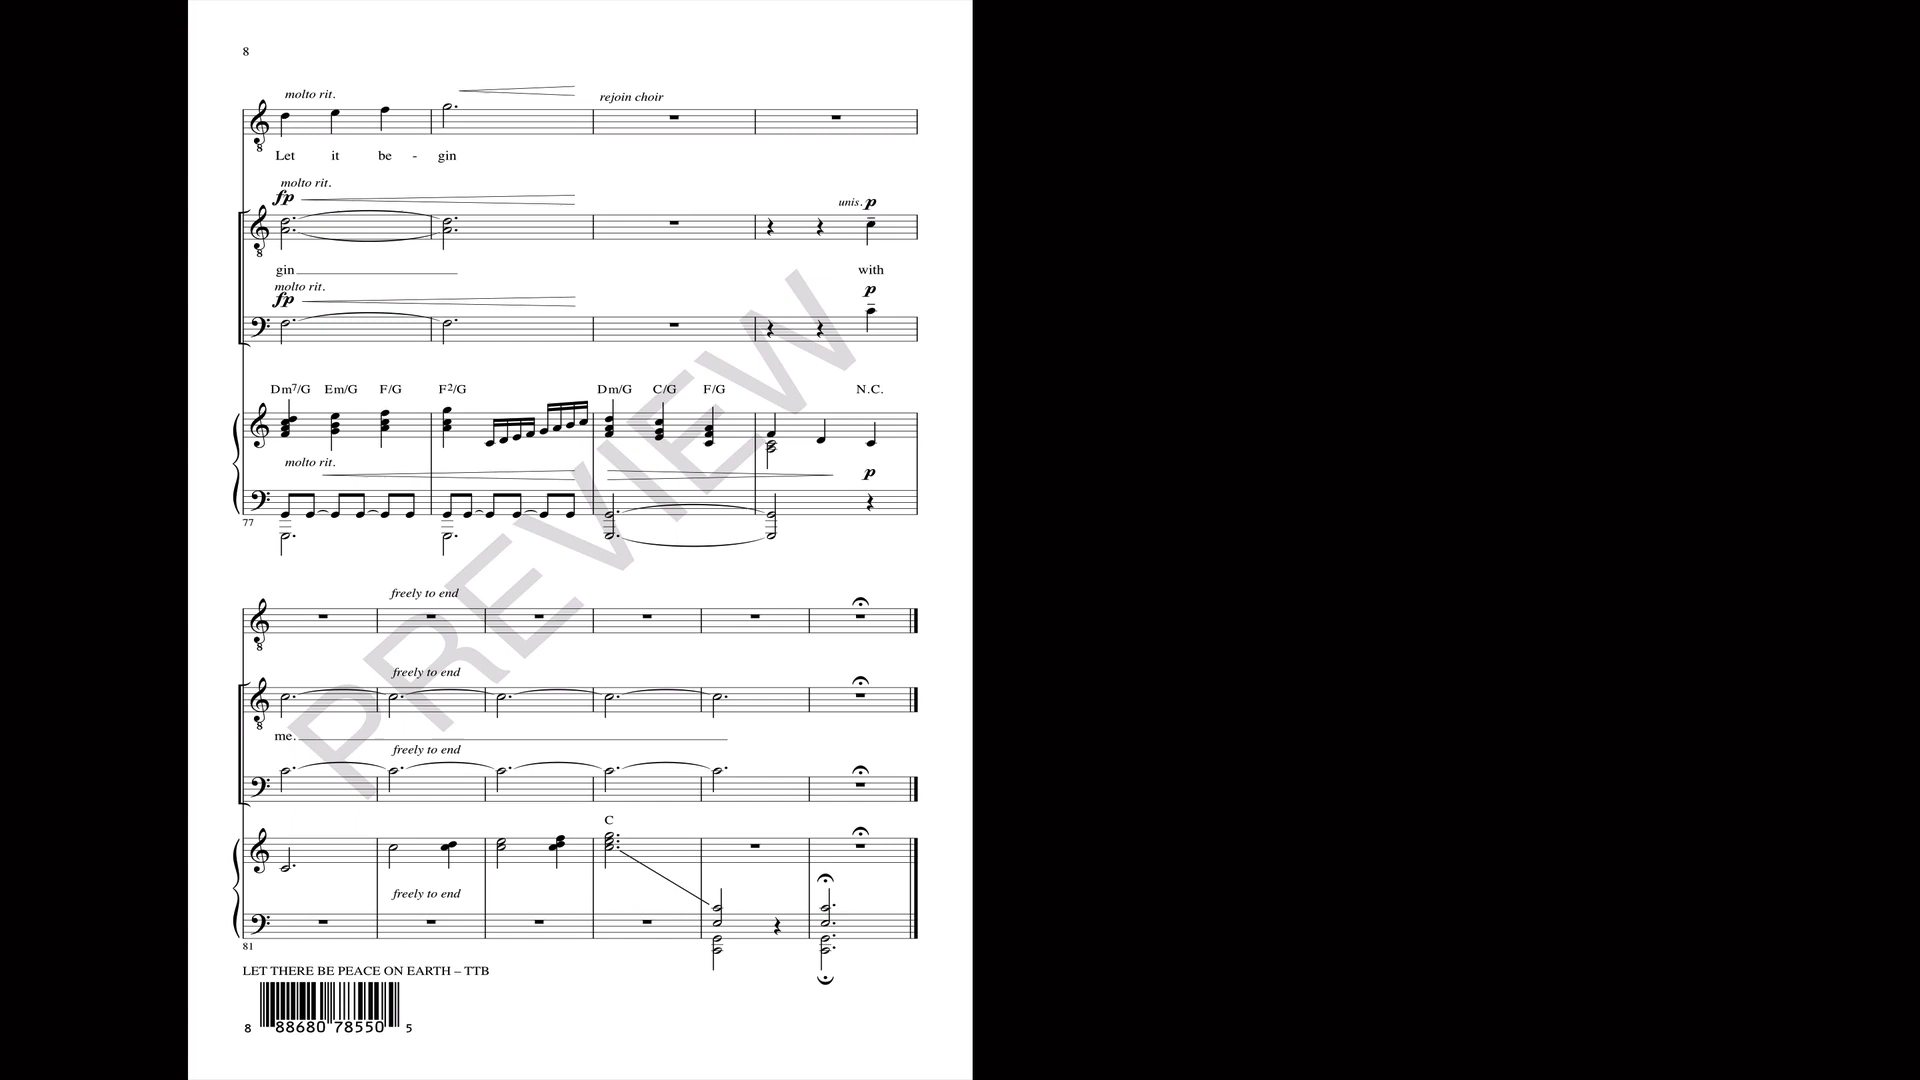 8
molto rit.
rejoin choir
Let it be - gin
molto rit.
fp
unis. p
gin with
molto rit.
fp
p
Dm7/G Em/G F/G F2/G Dm/G C/G F/G N.C.
molto rit.
p
77
freely to end
freely to end
me.
freely to end
C
freely to end
81
LET THERE BE PEACE ON EARTH – TTB
8 88680 78550 5
PREVIEW